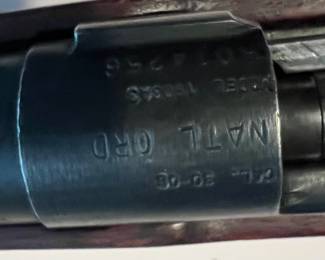 NATL ORD
MODEL 1903A3
CAL. 30-06